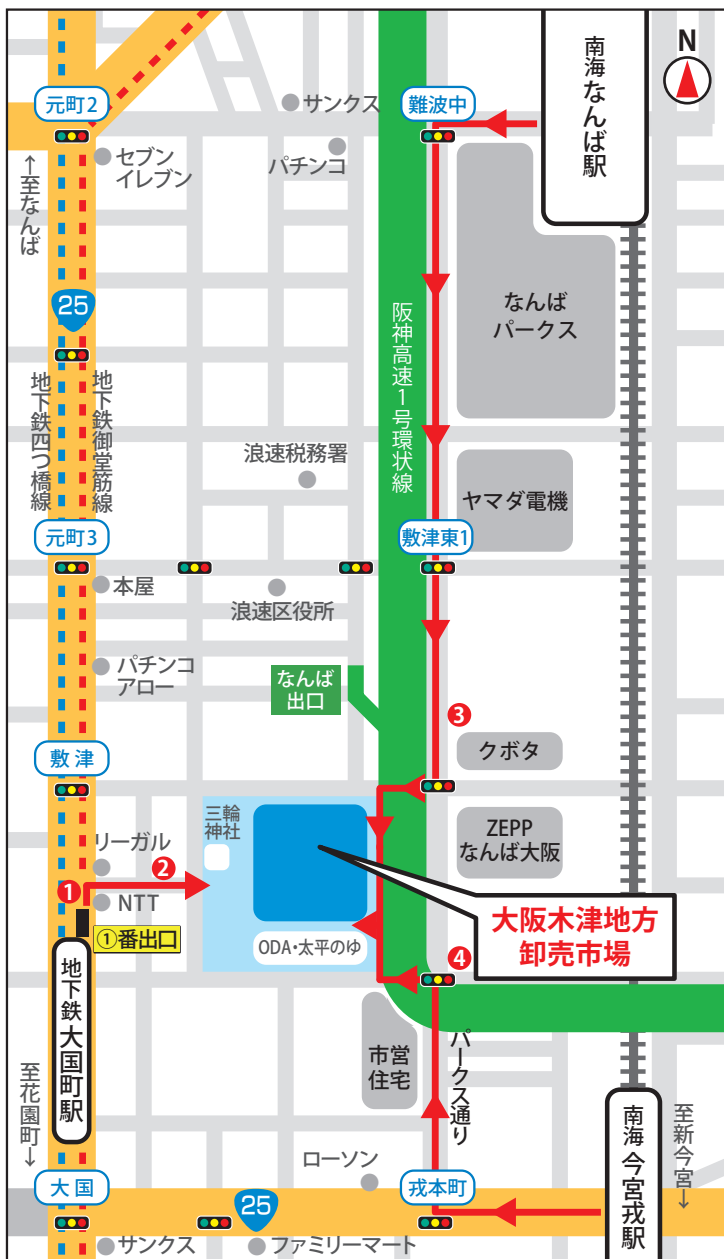 元町2
サンクス
難波中
南海なんば駅
N
セブン
イレブン
パチンコ
↑至なんば
25
なんば
パークス
阪神高速1号環状線
地下鉄四つ橋線
地下鉄御堂筋線
浪速税務署
ヤマダ電機
元町3
敷津東1
本屋
浪速区役所
パチンコ
アロー
なんば
出口
3
クボタ
敷津
三輪
神社
リーガル
ZEPP
なんば大阪
1
2
NTT
①番出口
大阪木津地方
卸売市場
ODA・太平のゆ
4
地下鉄大国町駅
市営
住宅
パークス通り
至花園町↓
南海今宮戎駅
至新今宮↓
ローソン
大国
25
戎本町
サンクス
ファミリーマート